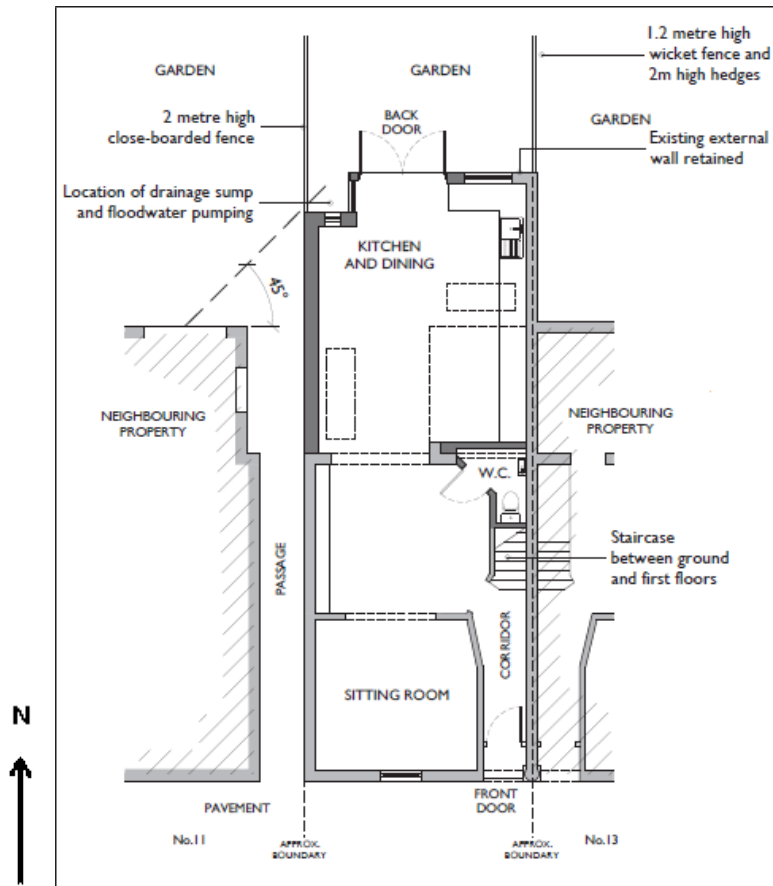 1.2 metre high
wicket fence and
2m high hedges
GARDEN
GARDEN
2 metre high
close-boarded fence
BACK
DOOR
GARDEN
Existing external
wall retained
Location of drainage sump
and floodwater pumping
KITCHEN
AND DINING
45°
NEIGHBOURING
PROPERTY
NEIGHBOURING
PROPERTY
W.C.
Staircase
between ground
and first floors
PASSAGE
CORRIDOR
SITTING ROOM
N
PAVEMENT
FRONT
DOOR
No.11
APPROX.
BOUNDARY
APPROX.
BOUNDARY
No.13